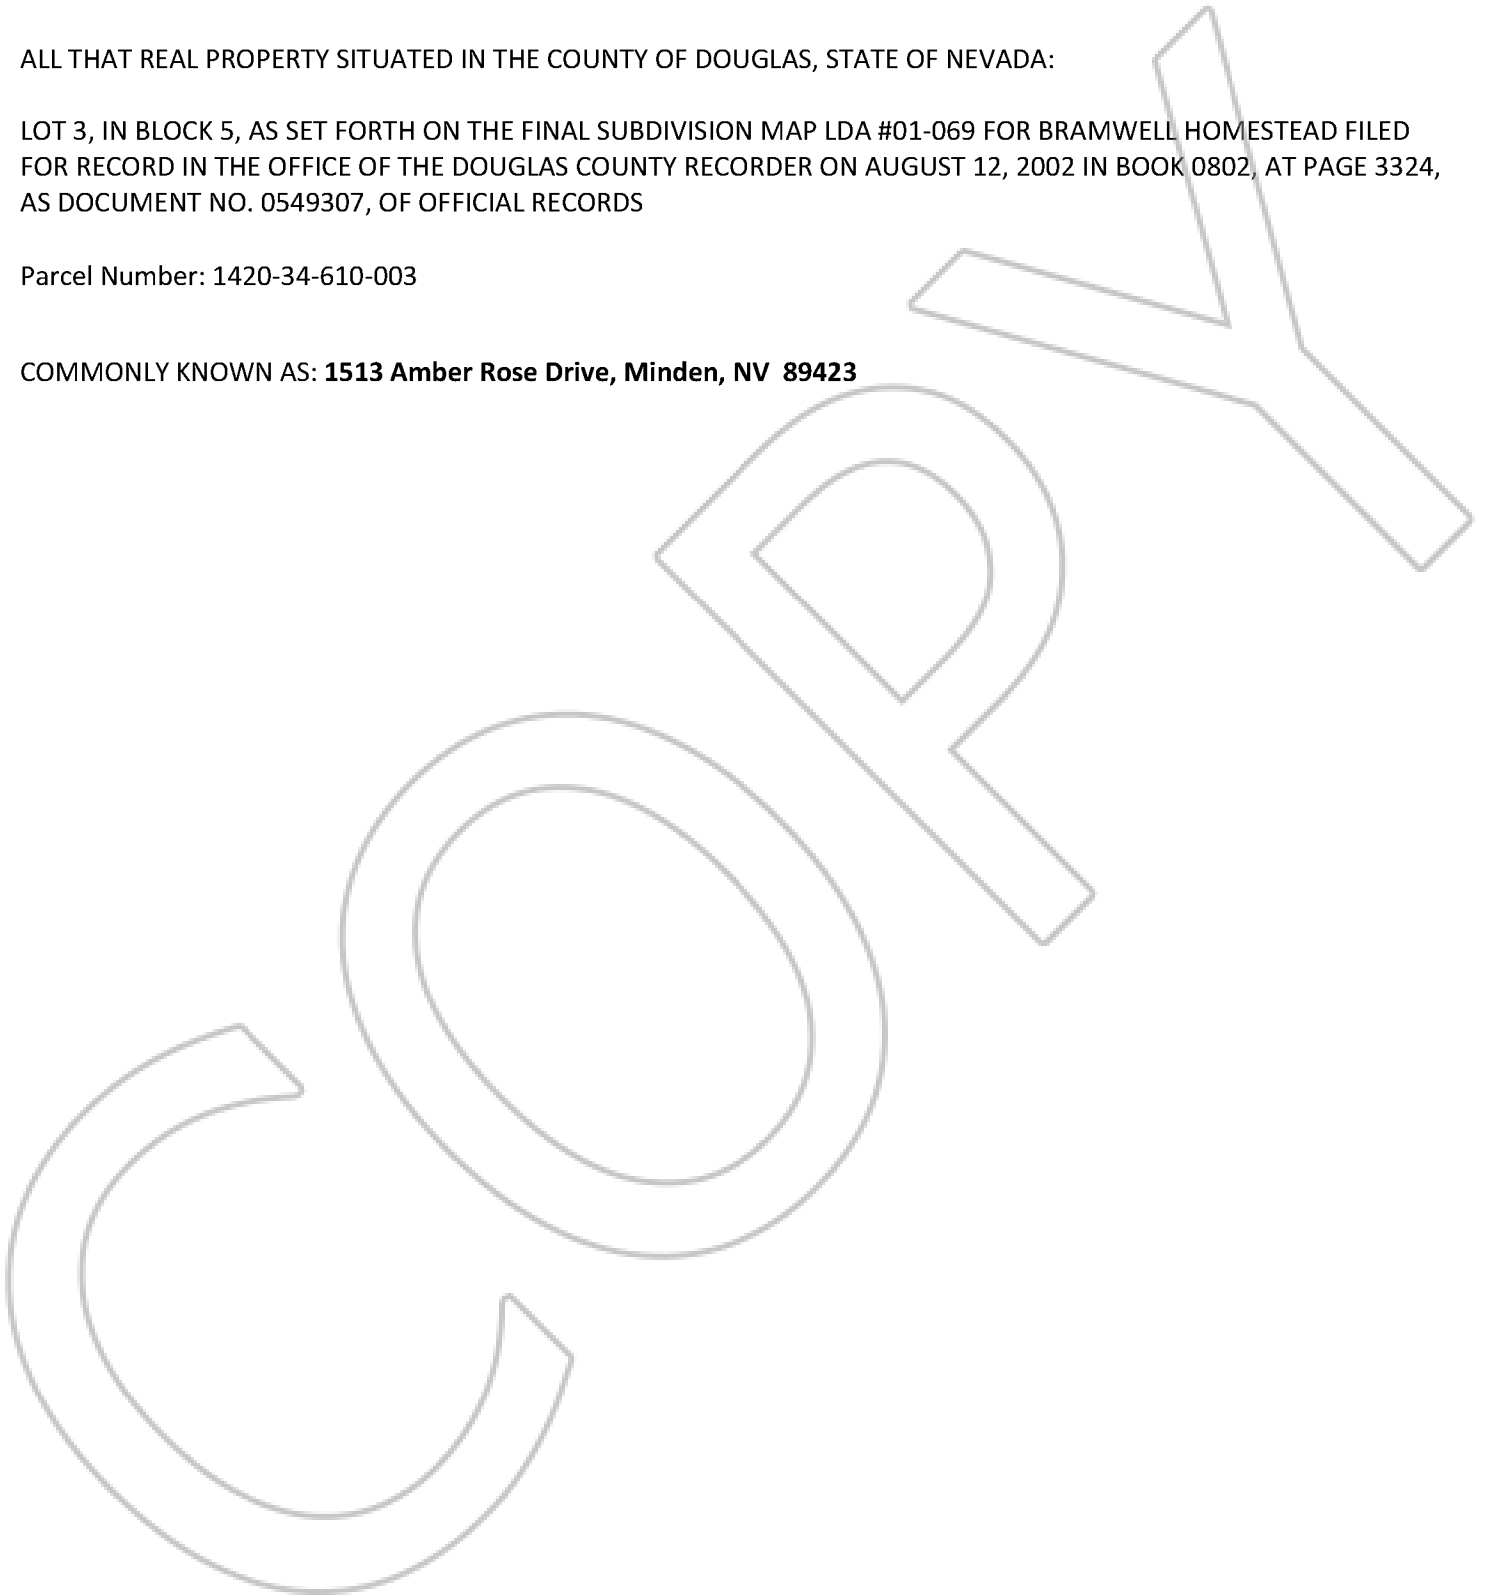 ALL THAT REAL PROPERTY SITUATED IN THE COUNTY OF DOUGLAS, STATE OF NEVADA:
LOT 3, IN BLOCK 5, AS SET FORTH ON THE FINAL SUBDIVISION MAP LDA #01-069 FOR BRAMWELL HOMESTEAD FILED
FOR RECORD IN THE OFFICE OF THE DOUGLAS COUNTY RECORDER ON AUGUST 12, 2002 IN BOOK 0802, AT PAGE 3324,
AS DOCUMENT NO. 0549307, OF OFFICIAL RECORDS
Parcel Number: 1420-34-610-003
COMMONLY KNOWN AS: 1513 Amber Rose Drive, Minden, NV  89423
COPY